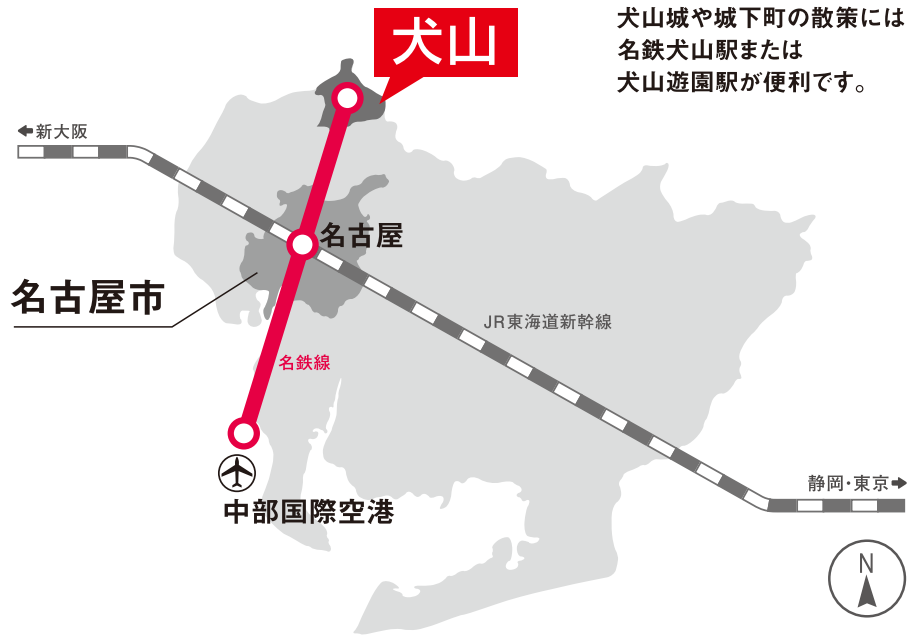 犬山
犬山城や城下町の散策には
名鉄犬山駅または
犬山遊園駅が便利です。
新大阪
名古屋
名古屋市
JR東海道新幹線
名鉄線
静岡・東京
中部国際空港
N